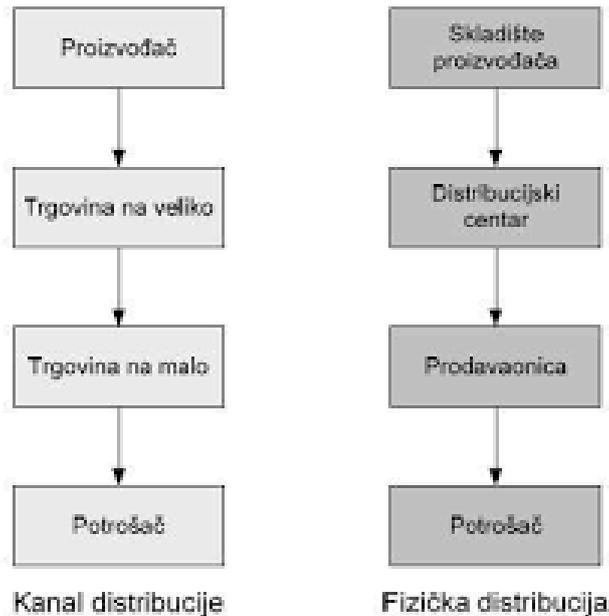 Proizvođač
Trgovina na veliko
Trgovina na malo
Potrošač
Kanal distribucije
Skladište
proizvođača
Distribucijski
centar
Prodavaonica
Potrošač
Fizička distribucija